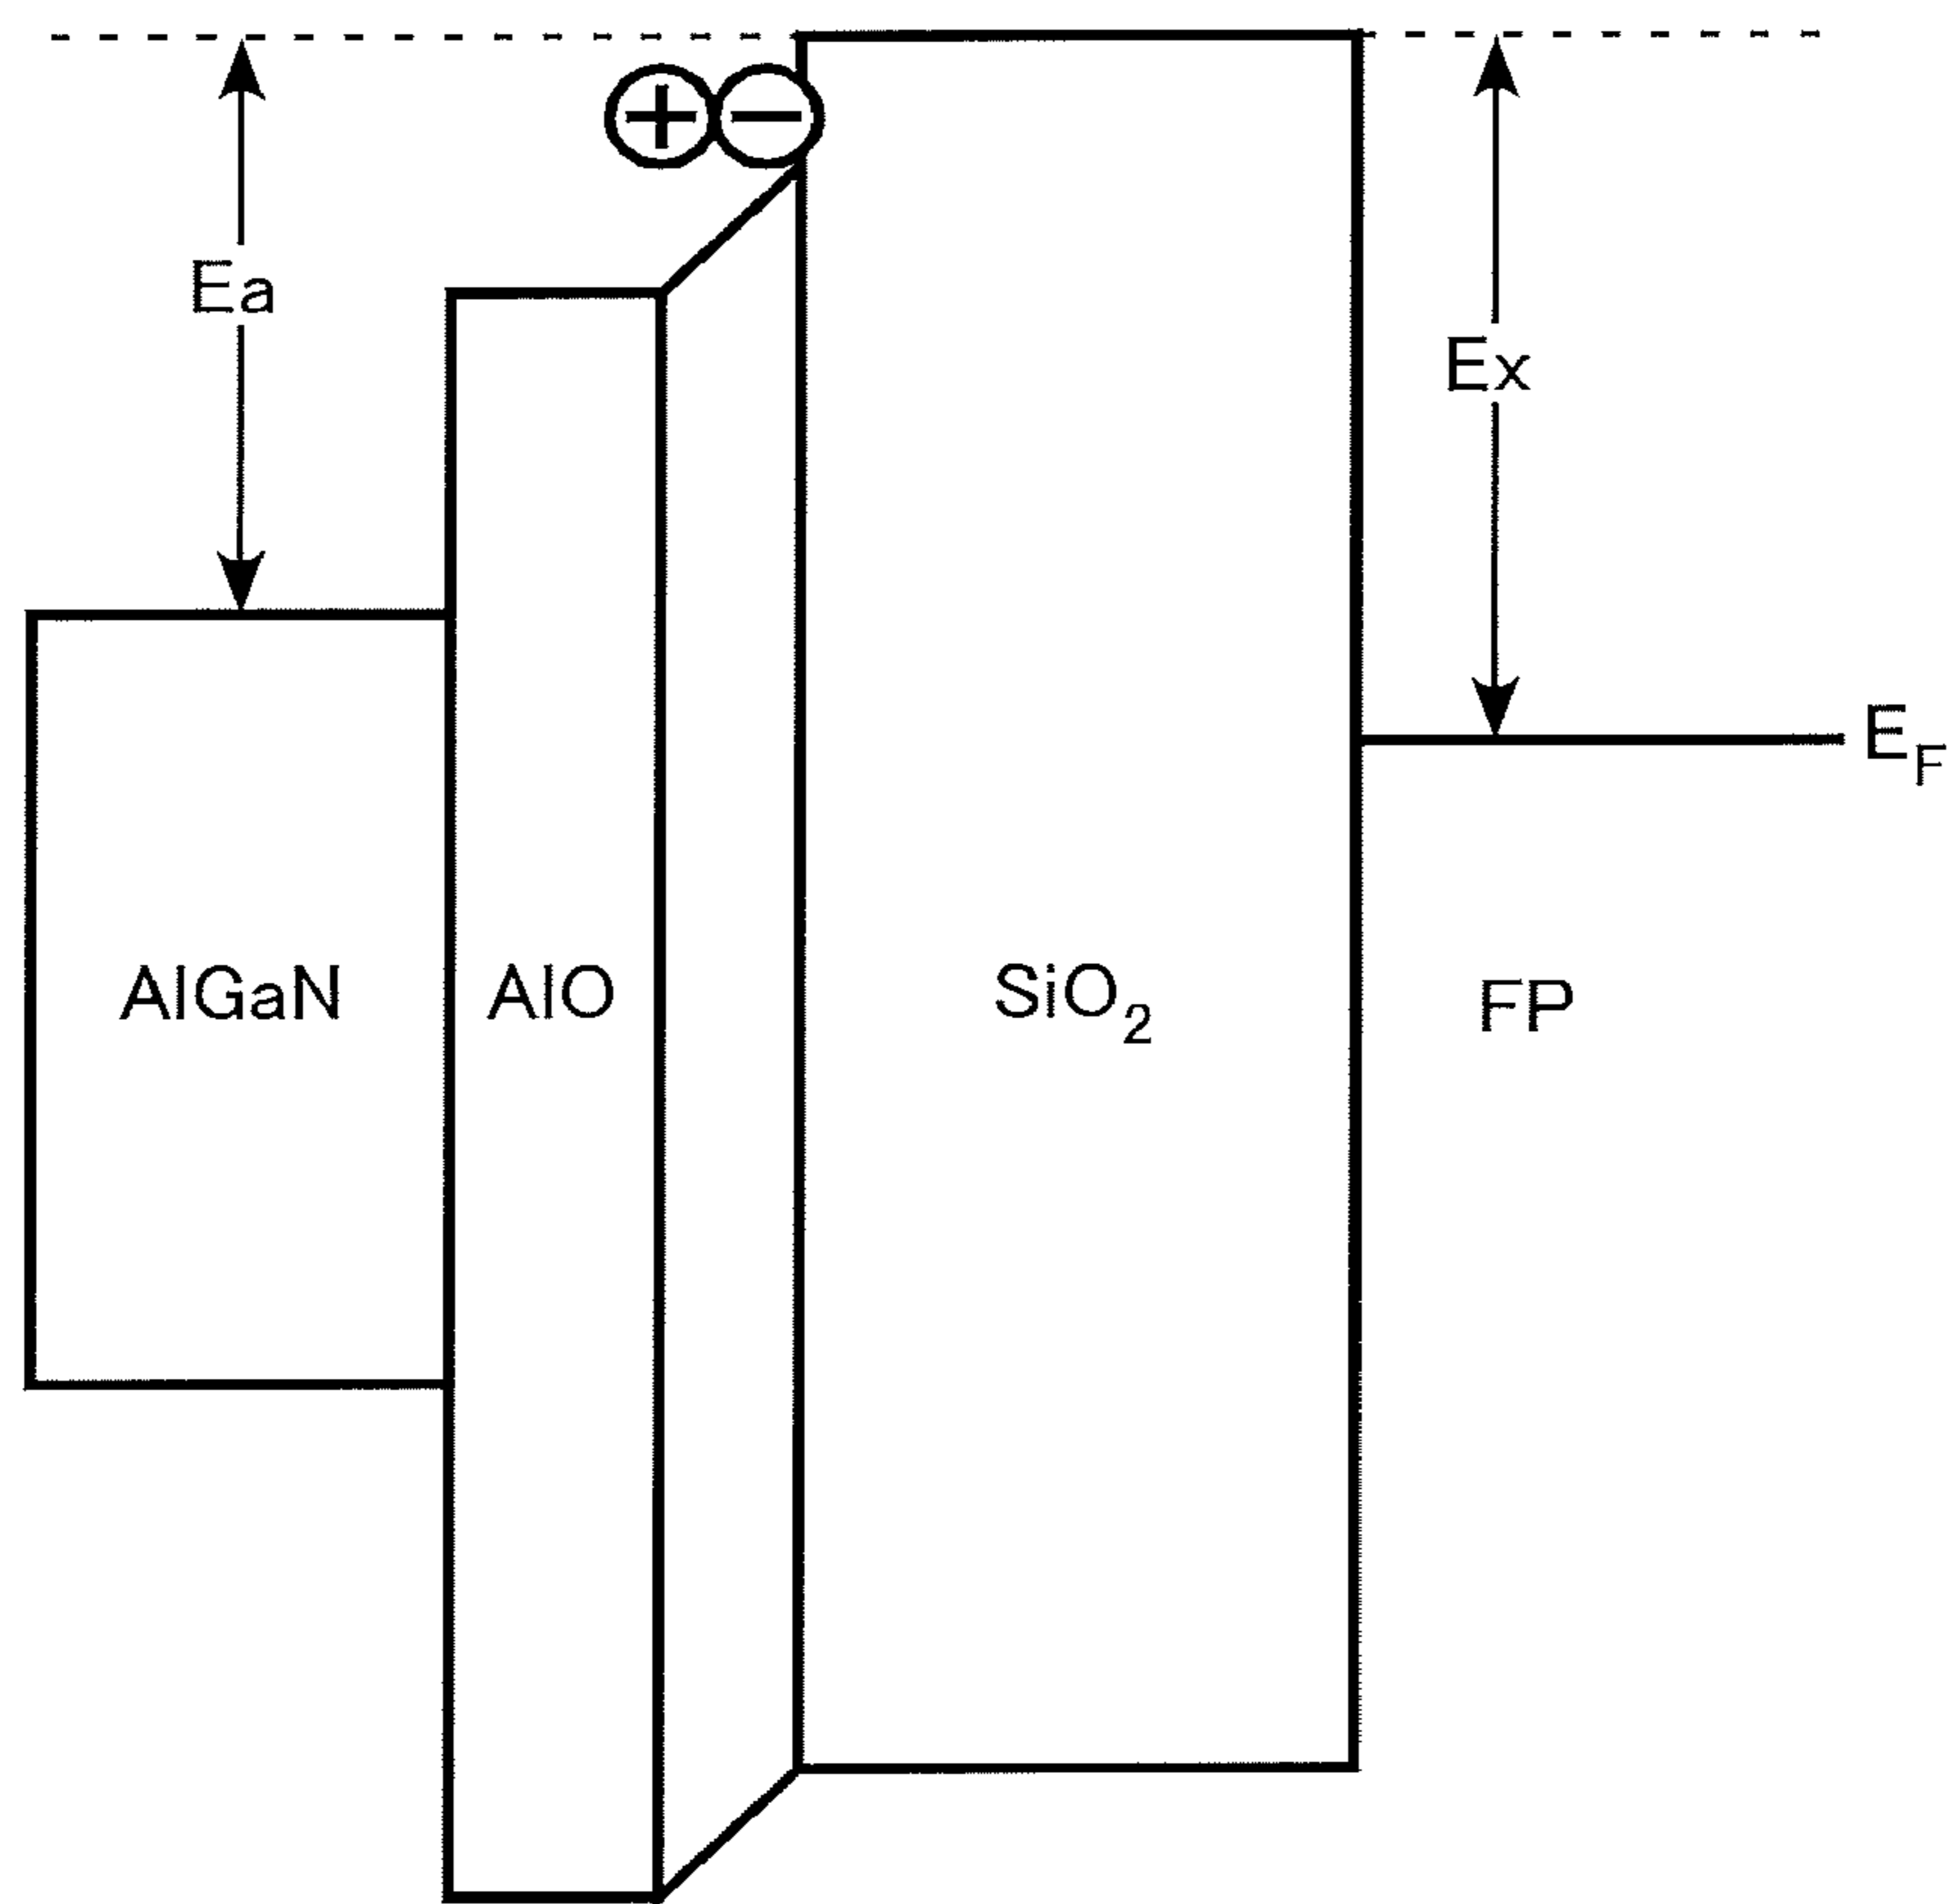 + −
Ea
Ex
E_F
AlGaN
AlO
SiO₂
FP